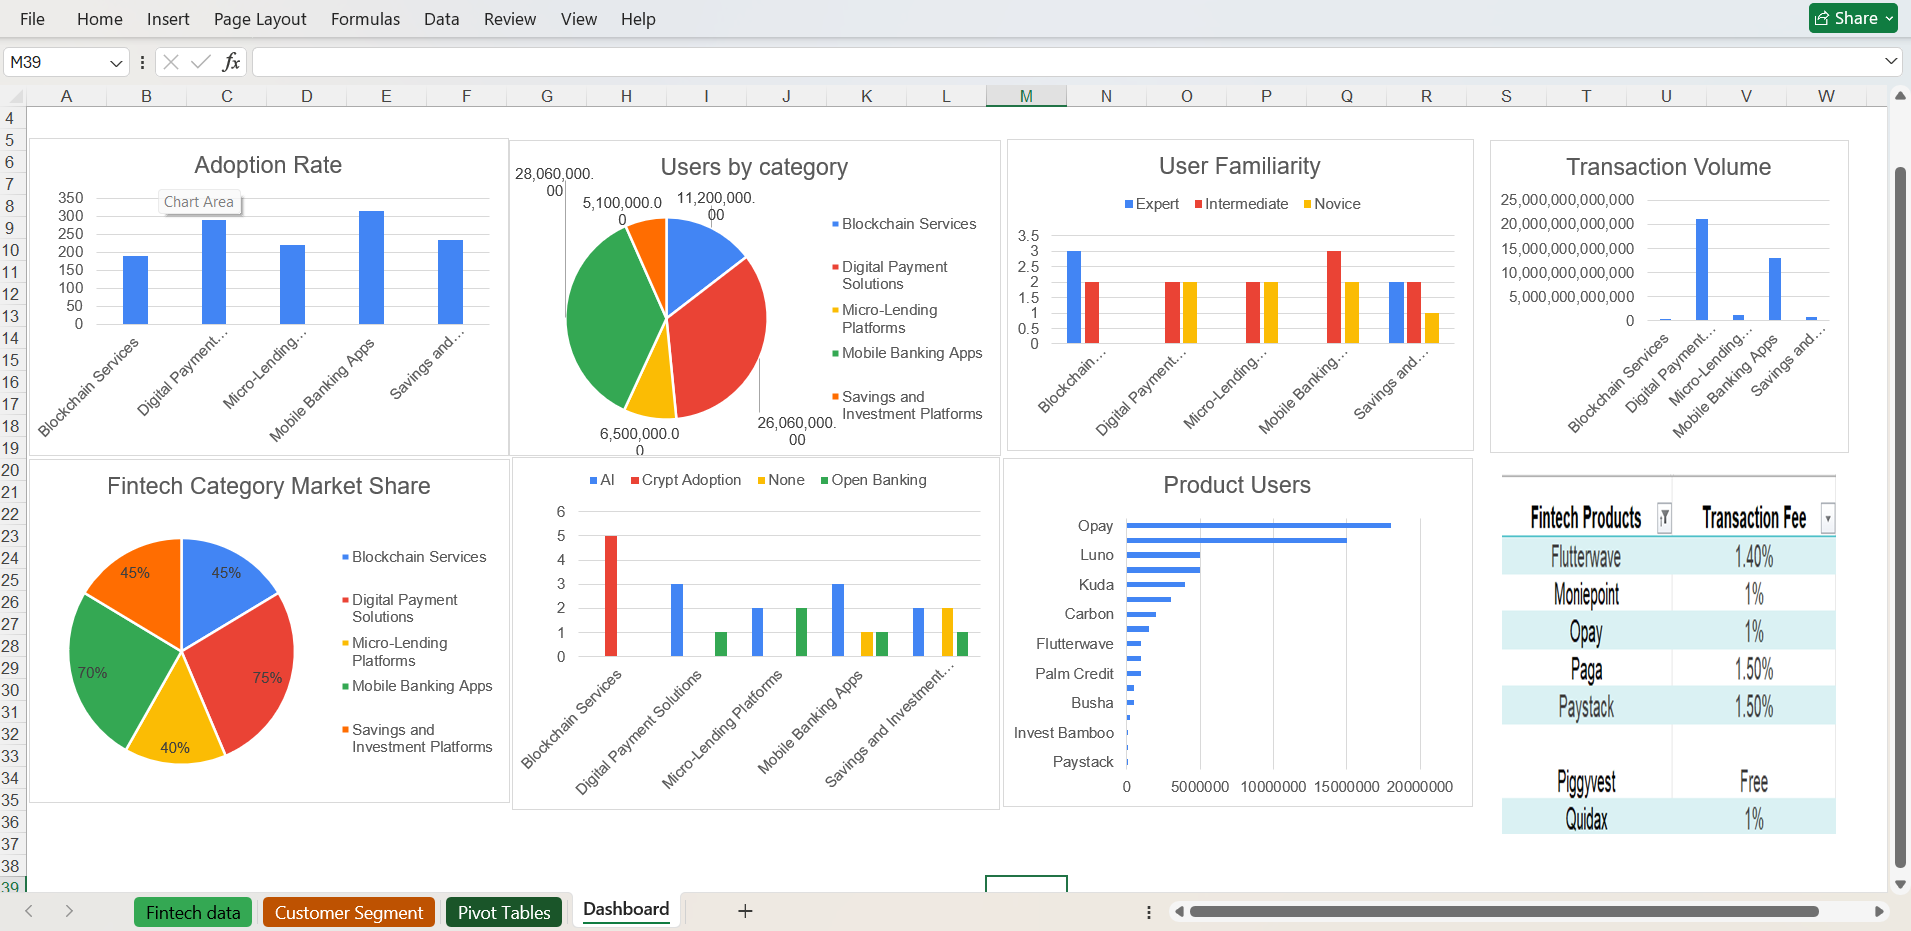 File Home Insert Page Layout Formulas Data Review View Help Share
M39 fx
A B C D E F G H I J K L M N O P Q R S T U V W
4
5
6
7
8
9
10
11
12
13
14
15
16
17
18
19
20
21
22
23
24
25
26
27
28
29
30
31
32
33
34
35
36
37
38
39
Adoption Rate
Chart Area
350
300
250
200
150
100
50
0
Blockchain Services
Digital Payment...
Micro-Lending...
Mobile Banking Apps
Savings and...
Users by category
28,060,000.
00
5,100,000.0
0
11,200,000.
00
26,060,000.
00
6,500,000.0
0
Blockchain Services
Digital Payment
Solutions
Micro-Lending
Platforms
Mobile Banking Apps
Savings and
Investment Platforms
User Familiarity
Expert Intermediate Novice
3.5
3
2.5
2
1.5
1
0.5
0
Blockchain...
Digital Payment...
Micro-Lending...
Mobile Banking...
Savings and...
Transaction Volume
25,000,000,000,000
20,000,000,000,000
15,000,000,000,000
10,000,000,000,000
5,000,000,000,000
0
Blockchain Services
Digital Payment...
Micro-Lending...
Mobile Banking Apps
Savings and...
Fintech Category Market Share
45%
45%
75%
70%
40%
Blockchain Services
Digital Payment
Solutions
Micro-Lending
Platforms
Mobile Banking Apps
Savings and
Investment Platforms
AI Crypt Adoption None Open Banking
6
5
4
3
2
1
0
Blockchain Services
Digital Payment Solutions
Micro-Lending Platforms
Mobile Banking Apps
Savings and Investment...
Product Users
Opay
Luno
Kuda
Carbon
Flutterwave
Palm Credit
Busha
Invest Bamboo
Paystack
0 5000000 10000000 15000000 20000000
Fintech Products Transaction Fee
Flutterwave 1.40%
Moniepoint 1%
Opay 1%
Paga 1.50%
Paystack 1.50%
Piggyvest Free
Quidax 1%
Fintech data Customer Segment Pivot Tables Dashboard +